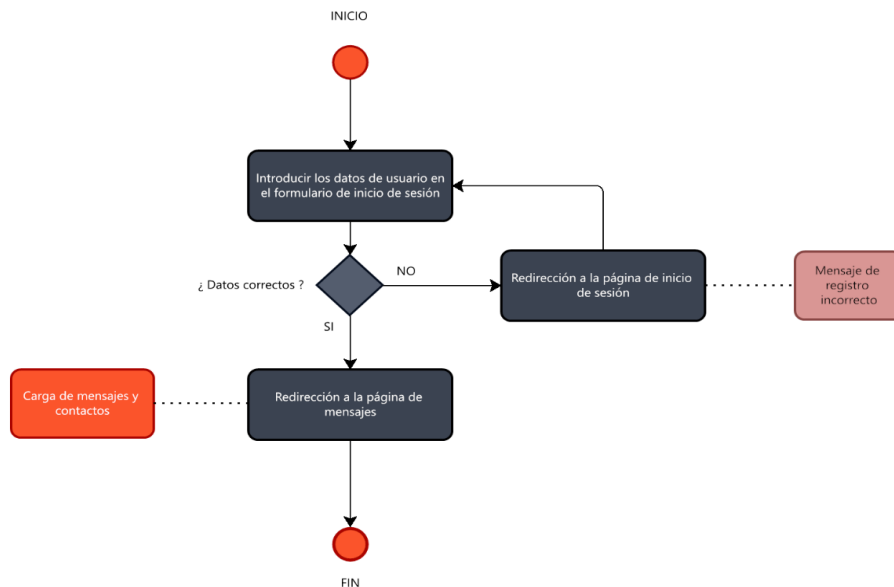 INICIO
Introducir los datos de usuario en
el formulario de inicio de sesión
¿ Datos correctos ?
NO
Redirección a la página de inicio
de sesión
Mensaje de
registro
incorrecto
SI
Carga de mensajes y
contactos
Redirección a la página de
mensajes
FIN